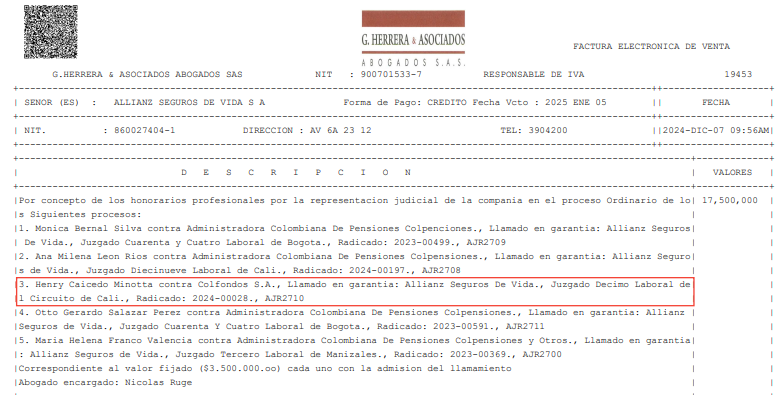 G. HERRERA & ASOCIADOS
ABOGADOS S.A.S.
FACTURA ELECTRONICA DE VENTA
G.HERRERA & ASOCIADOS ABOGADOS SAS NIT : 900701533-7 RESPONSABLE DE IVA 19453
SENOR (ES) : ALLIANZ SEGUROS DE VIDA S A Forma de Pago: CREDITO Fecha Vcto : 2025 ENE 05 || FECHA
NIT. : 860027404-1 DIRECCION : AV 6A 23 12 TEL: 3904200 ||2024-DIC-07 09:56AM|
D E S C R I P C I O N | VALORES |
|Por concepto de los honorarios profesionales por la representacion judicial de la compania en el proceso Ordinario de lo| 17,500,000 |
|s Siguientes procesos:
|1. Monica Bernal Silva contra Administradora Colombiana De Pensiones Colpenciones., Llamado en garantia: Allianz Seguros|
| De Vida., Juzgado Cuarenta y Cuatro Laboral de Bogota., Radicado: 2023-00499., AJR2709
|2. Ana Milena Leon Rios contra Administradora Colombiana De Pensiones Colpensiones., Llamado en garantia: Allianz Seguro|
|s de Vida., Juzgado Diecinueve Laboral de Cali., Radicado: 2024-00197., AJR2708
|3. Henry Caicedo Minotta contra Colfondos S.A., Llamado en garantia: Allianz Seguros De Vida., Juzgado Decimo Laboral de|
|l Circuito de Cali., Radicado: 2024-00028., AJR2710
|4. Otto Gerardo Salazar Perez contra Administradora Colombiana De Pensiones Colpensiones., Llamado en garantia: Allianz |
|Seguros de Vida., Juzgado Cuarenta Y Cuatro Laboral de Bogota., Radicado: 2023-00591., AJR2711
|5. Maria Helena Franco Valencia contra Administradora Colombiana De Pensiones Colpensiones y Otros., Llamado en garantia|
|: Allianz Seguros de Vida., Juzgado Tercero Laboral de Manizales., Radicado: 2023-00369., AJR2700
|Correspondiente al valor fijado ($3.500.000.oo) cada uno con la admision del llamamiento
|Abogado encargado: Nicolas Ruge